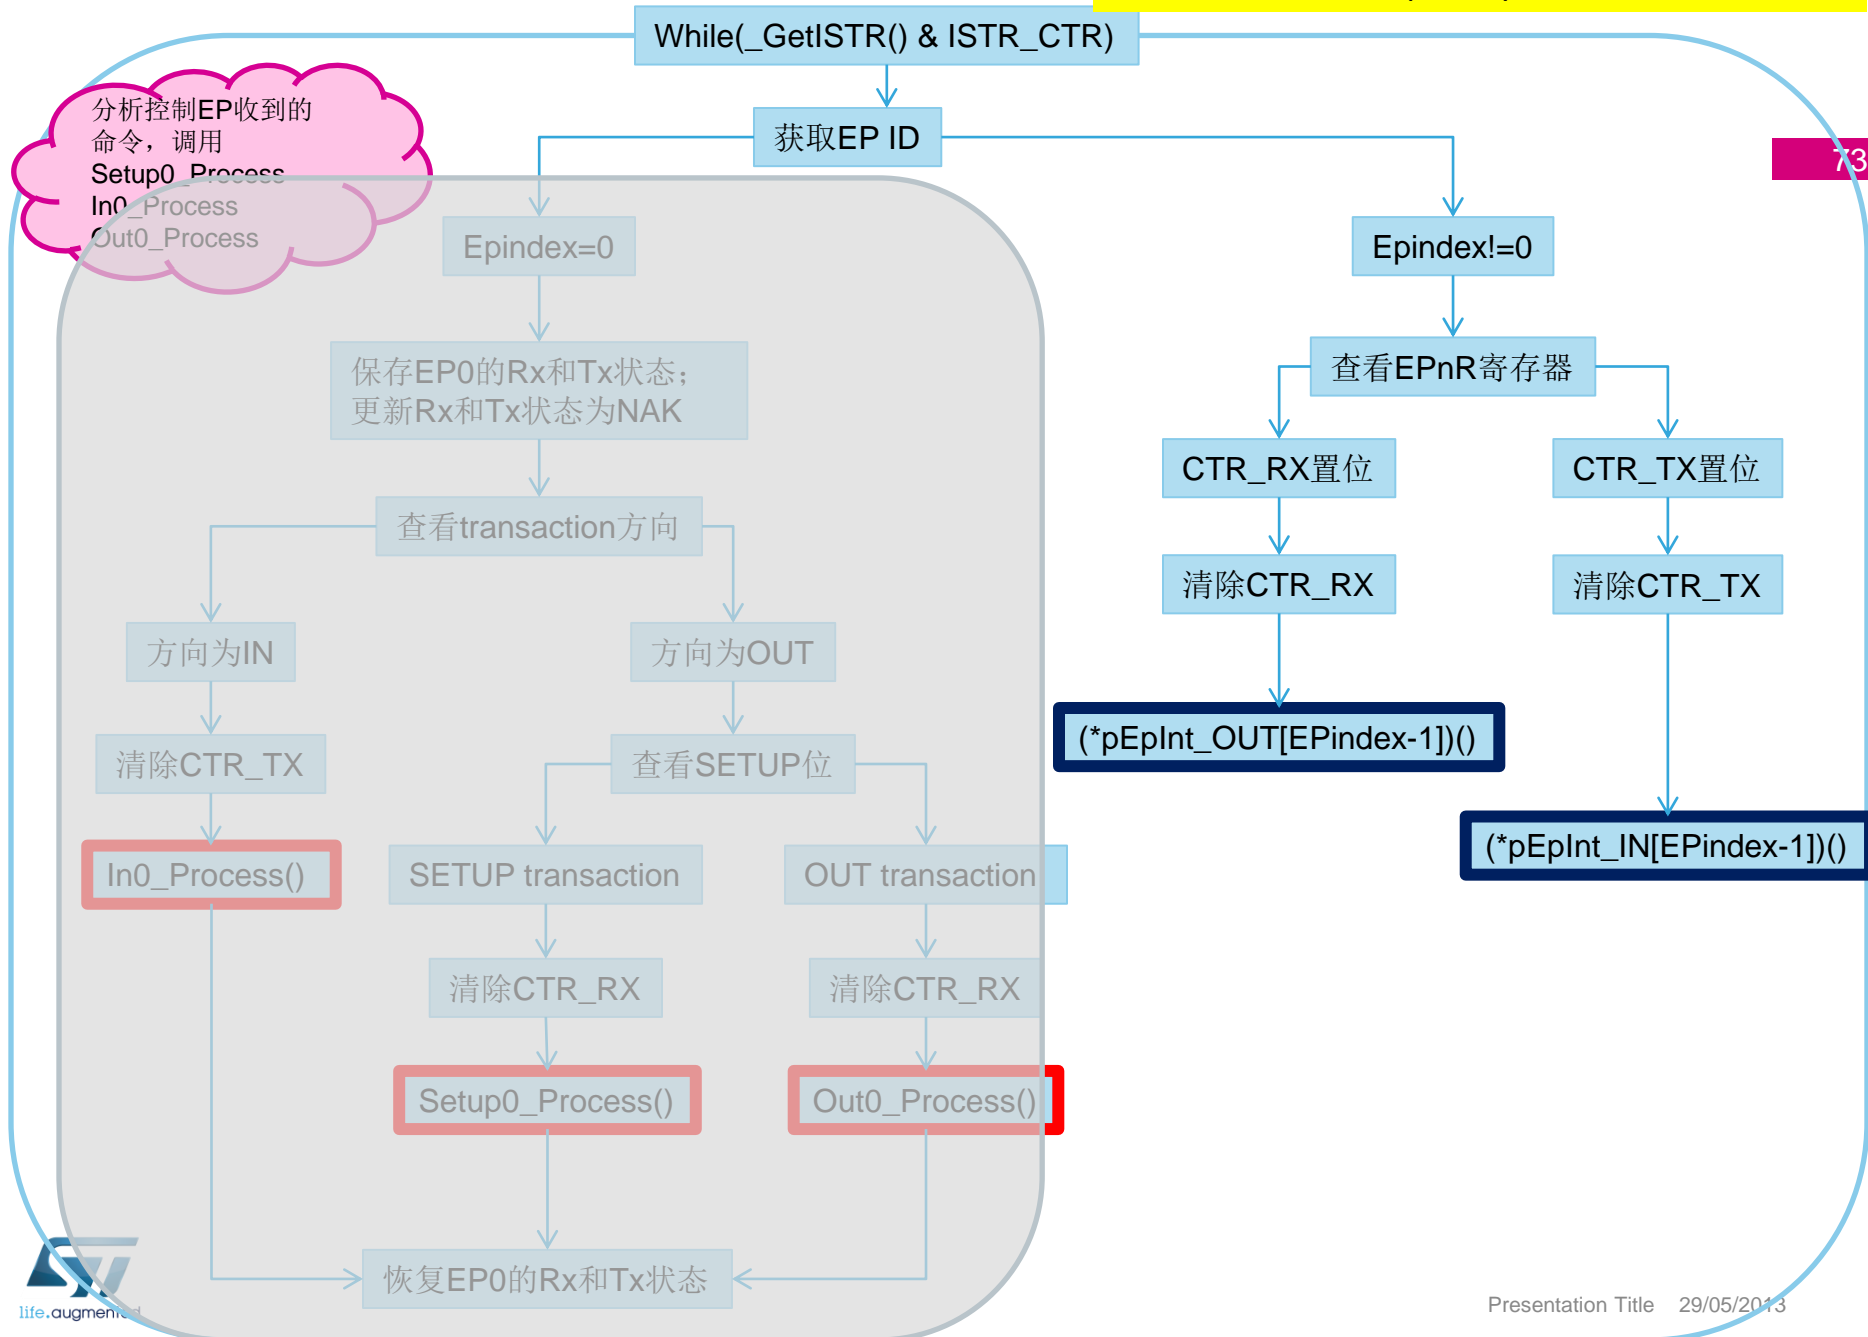 While(_GetISTR() & ISTR_CTR)
分析控制EP收到的
命令，调用
Setup0_Process
In0_Process
Out0_Process
获取EP ID
73
Epindex=0
Epindex!=0
保存EP0的Rx和Tx状态；
更新Rx和Tx状态为NAK
查看EPnR寄存器
CTR_RX置位
CTR_TX置位
查看transaction方向
清除CTR_RX
清除CTR_TX
方向为IN
方向为OUT
(*pEpInt_OUT[EPindex-1])()
清除CTR_TX
查看SETUP位
(*pEpInt_IN[EPindex-1])()
In0_Process()
SETUP transaction
OUT transaction
清除CTR_RX
清除CTR_RX
Setup0_Process()
Out0_Process()
恢复EP0的Rx和Tx状态
life.augmented
Presentation Title 29/05/2013